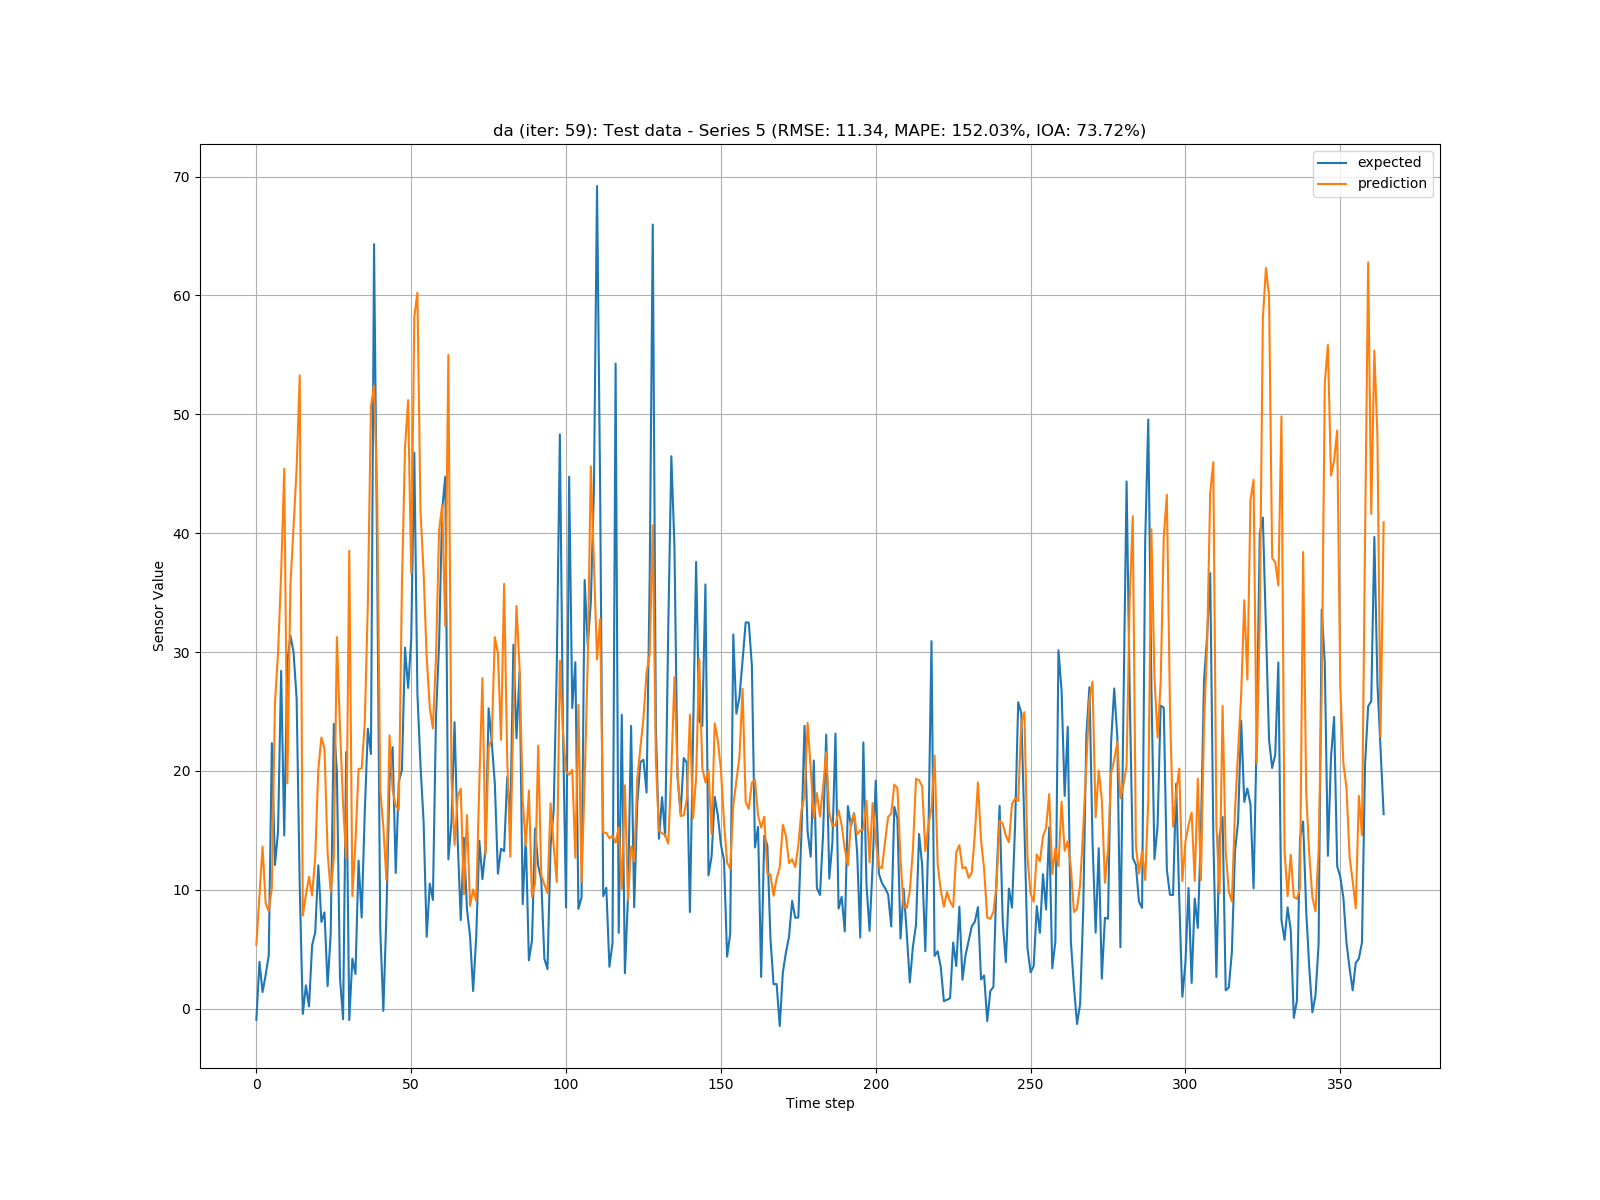 da (iter: 59): Test data - Series 5 (RMSE: 11.34, MAPE: 152.03%, IOA: 73.72%)
expected
prediction
70
60
50
40
30
20
10
0
Sensor Value
0 50 100 150 200 250 300 350
Time step